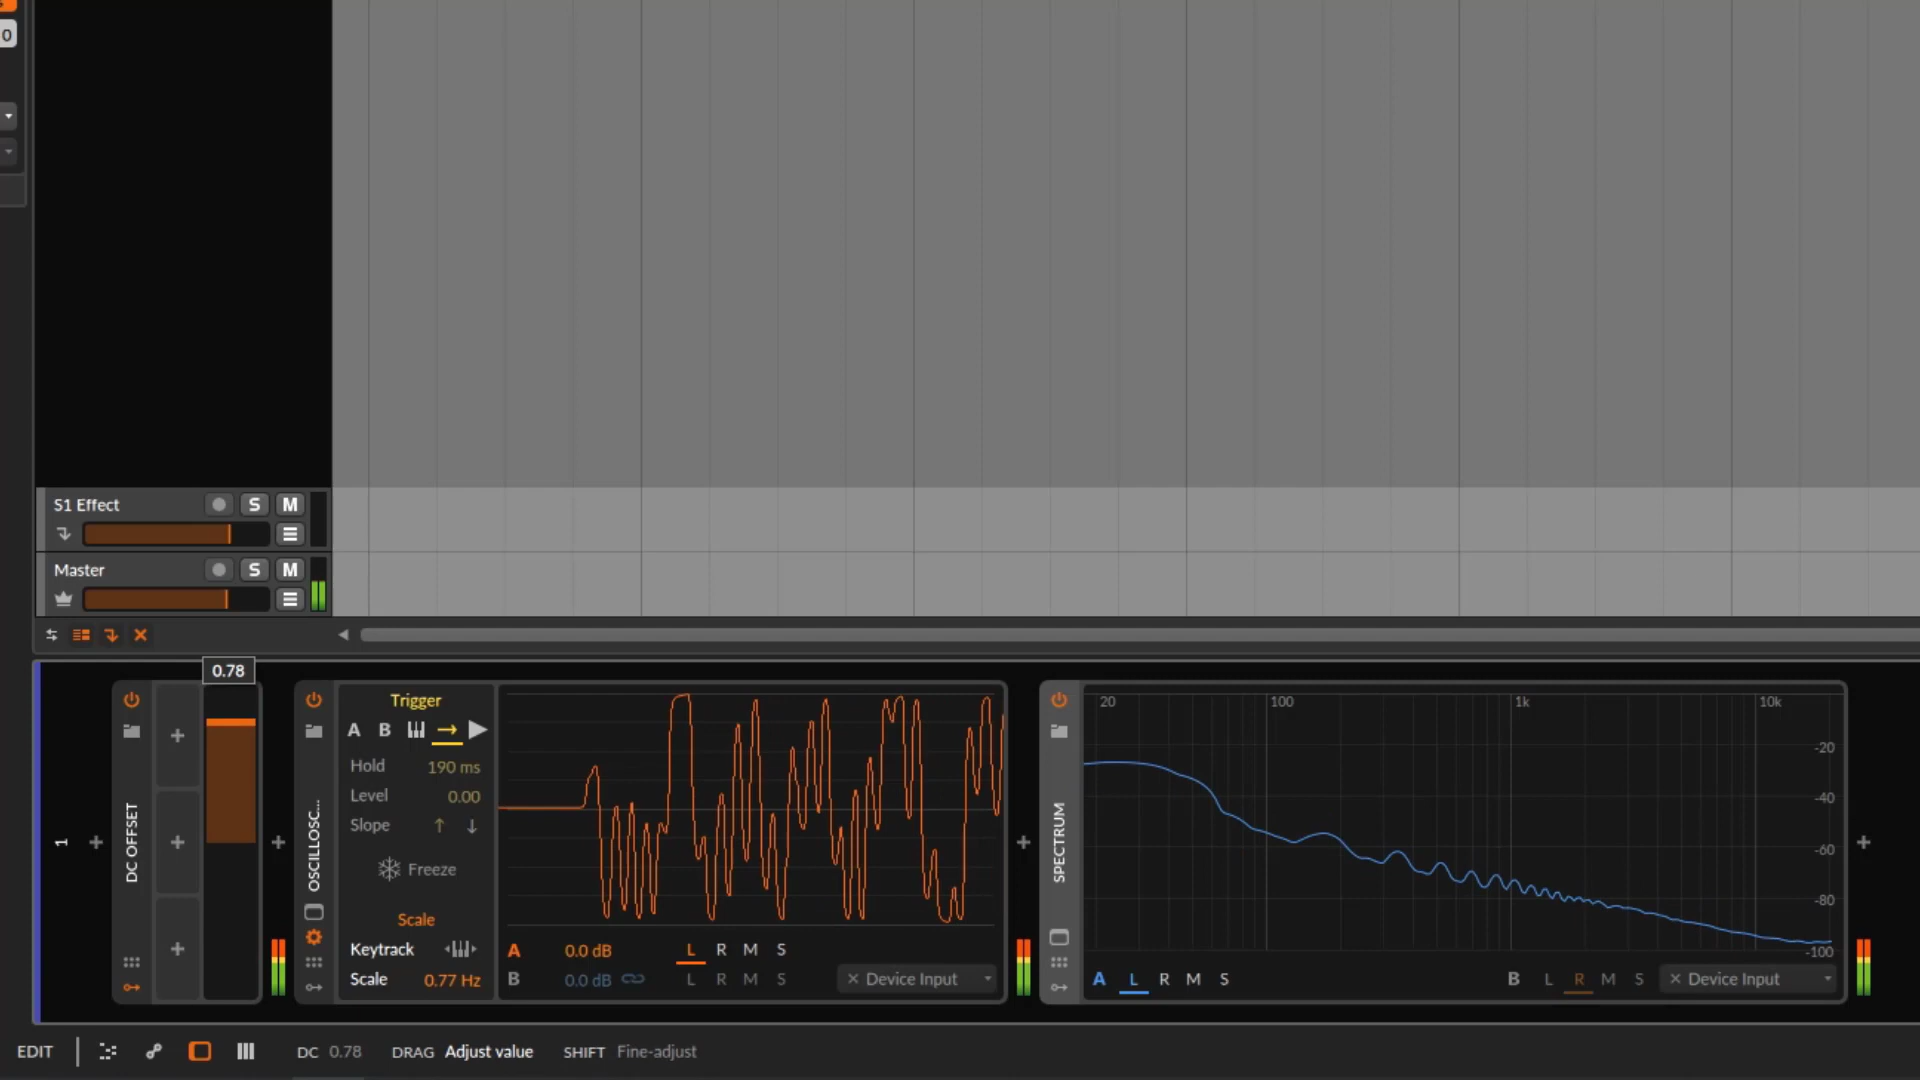 0
S1 Effect S M
Master S M
0.78
1
DC OFFSET
OSCILLOSC...
Trigger
A B
Hold 190 ms
Level 0.00
Slope ↑ ↓
Freeze
Scale
Keytrack
Scale 0.77 Hz
A 0.0 dB L R M S
B 0.0 dB L R M S × Device Input
SPECTRUM
20 100 1k 10k
-20
-40
-60
-80
-100
A L R M S B L R M S × Device Input
EDIT DC 0.78 DRAG Adjust value SHIFT Fine-adjust